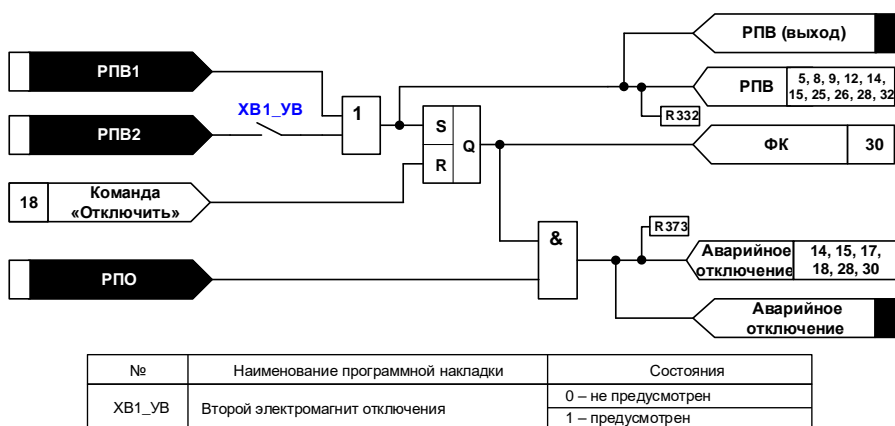 РПВ (выход)
РПВ1
РПВ
5, 8, 9, 12, 14,
15, 25, 26, 28, 32
ХВ1_УВ
R332
РПВ2
1
S
R
Q
ФК
30
18
Команда
«Отключить»
&
R373
РПО
Аварийное
отключение
14, 15, 17,
18, 28, 30
Аварийное
отключение
№
Наименование программной накладки
Состояния
ХВ1_УВ
Второй электромагнит отключения
0 – не предусмотрен
1 – предусмотрен